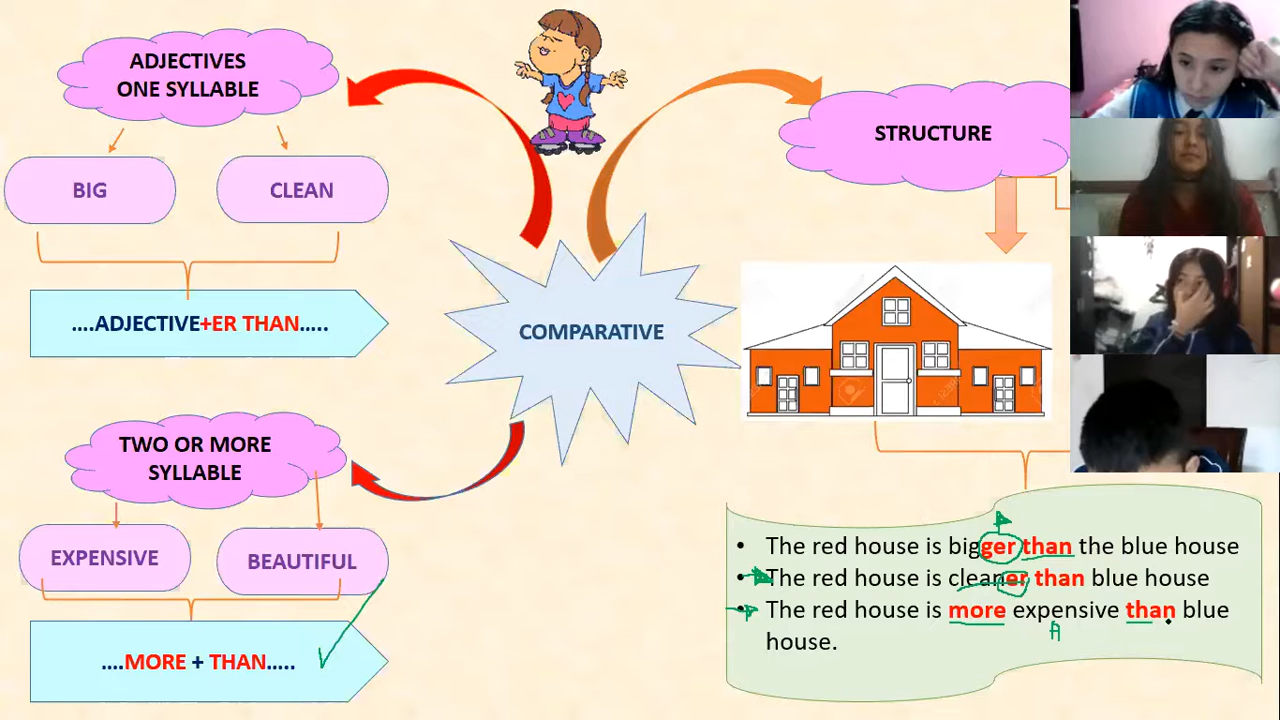 ADJECTIVES
ONE SYLLABLE
BIG
CLEAN
....ADJECTIVE+ER THAN.....
TWO OR MORE
SYLLABLE
EXPENSIVE
BEAUTIFUL
....MORE + THAN.....
COMPARATIVE
STRUCTURE
• The red house is bigger than the blue house
• The red house is cleaner than blue house
• The red house is more expensive than blue
house.
A